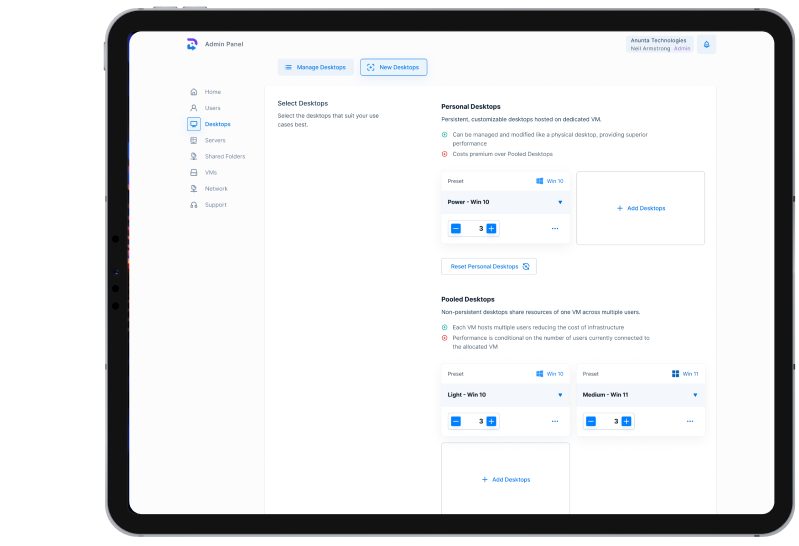 Admin Panel
Anunta Technologies
Neil Armstrong Admin
Manage Desktops
New Desktops
Home
Users
Desktops
Servers
Shared Folders
VMs
Network
Support
Select Desktops
Select the desktops that suit your use
cases best.
Personal Desktops
Persistent, customizable desktops hosted on dedicated VM.
Can be managed and modified like a physical desktop, providing superior
performance
Costs premium over Pooled Desktops
Preset Win 10
Power - Win 10
3
Add Desktops
Reset Personal Desktops
Pooled Desktops
Non-persistent desktops share resources of one VM across multiple users.
Each VM hosts multiple users reducing the cost of infrastructure
Performance is conditional on the number of users currently connected to
the allocated VM
Preset Win 10
Light - Win 10
3
Preset Win 11
Medium - Win 11
3
Add Desktops